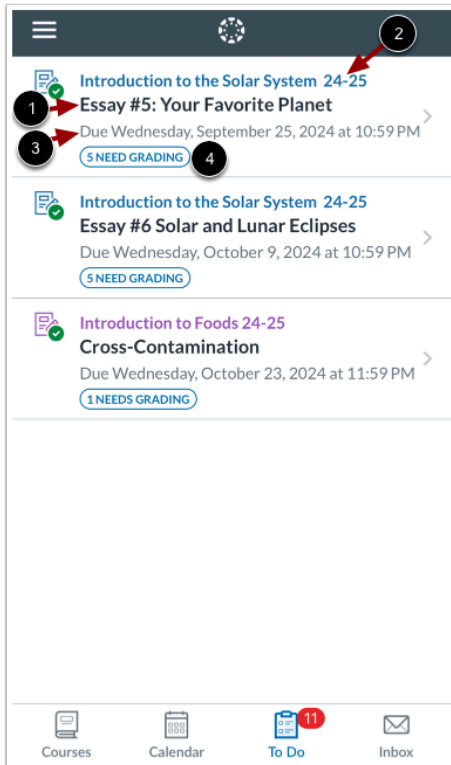 2
Introduction to the Solar System 24-25
1 Essay #5: Your Favorite Planet
3 Due Wednesday, September 25, 2024 at 10:59 PM
5 NEED GRADING 4
Introduction to the Solar System 24-25
Essay #6 Solar and Lunar Eclipses
Due Wednesday, October 9, 2024 at 10:59 PM
5 NEED GRADING
Introduction to Foods 24-25
Cross-Contamination
Due Wednesday, October 23, 2024 at 11:59 PM
1 NEEDS GRADING
11
Courses Calendar To Do Inbox